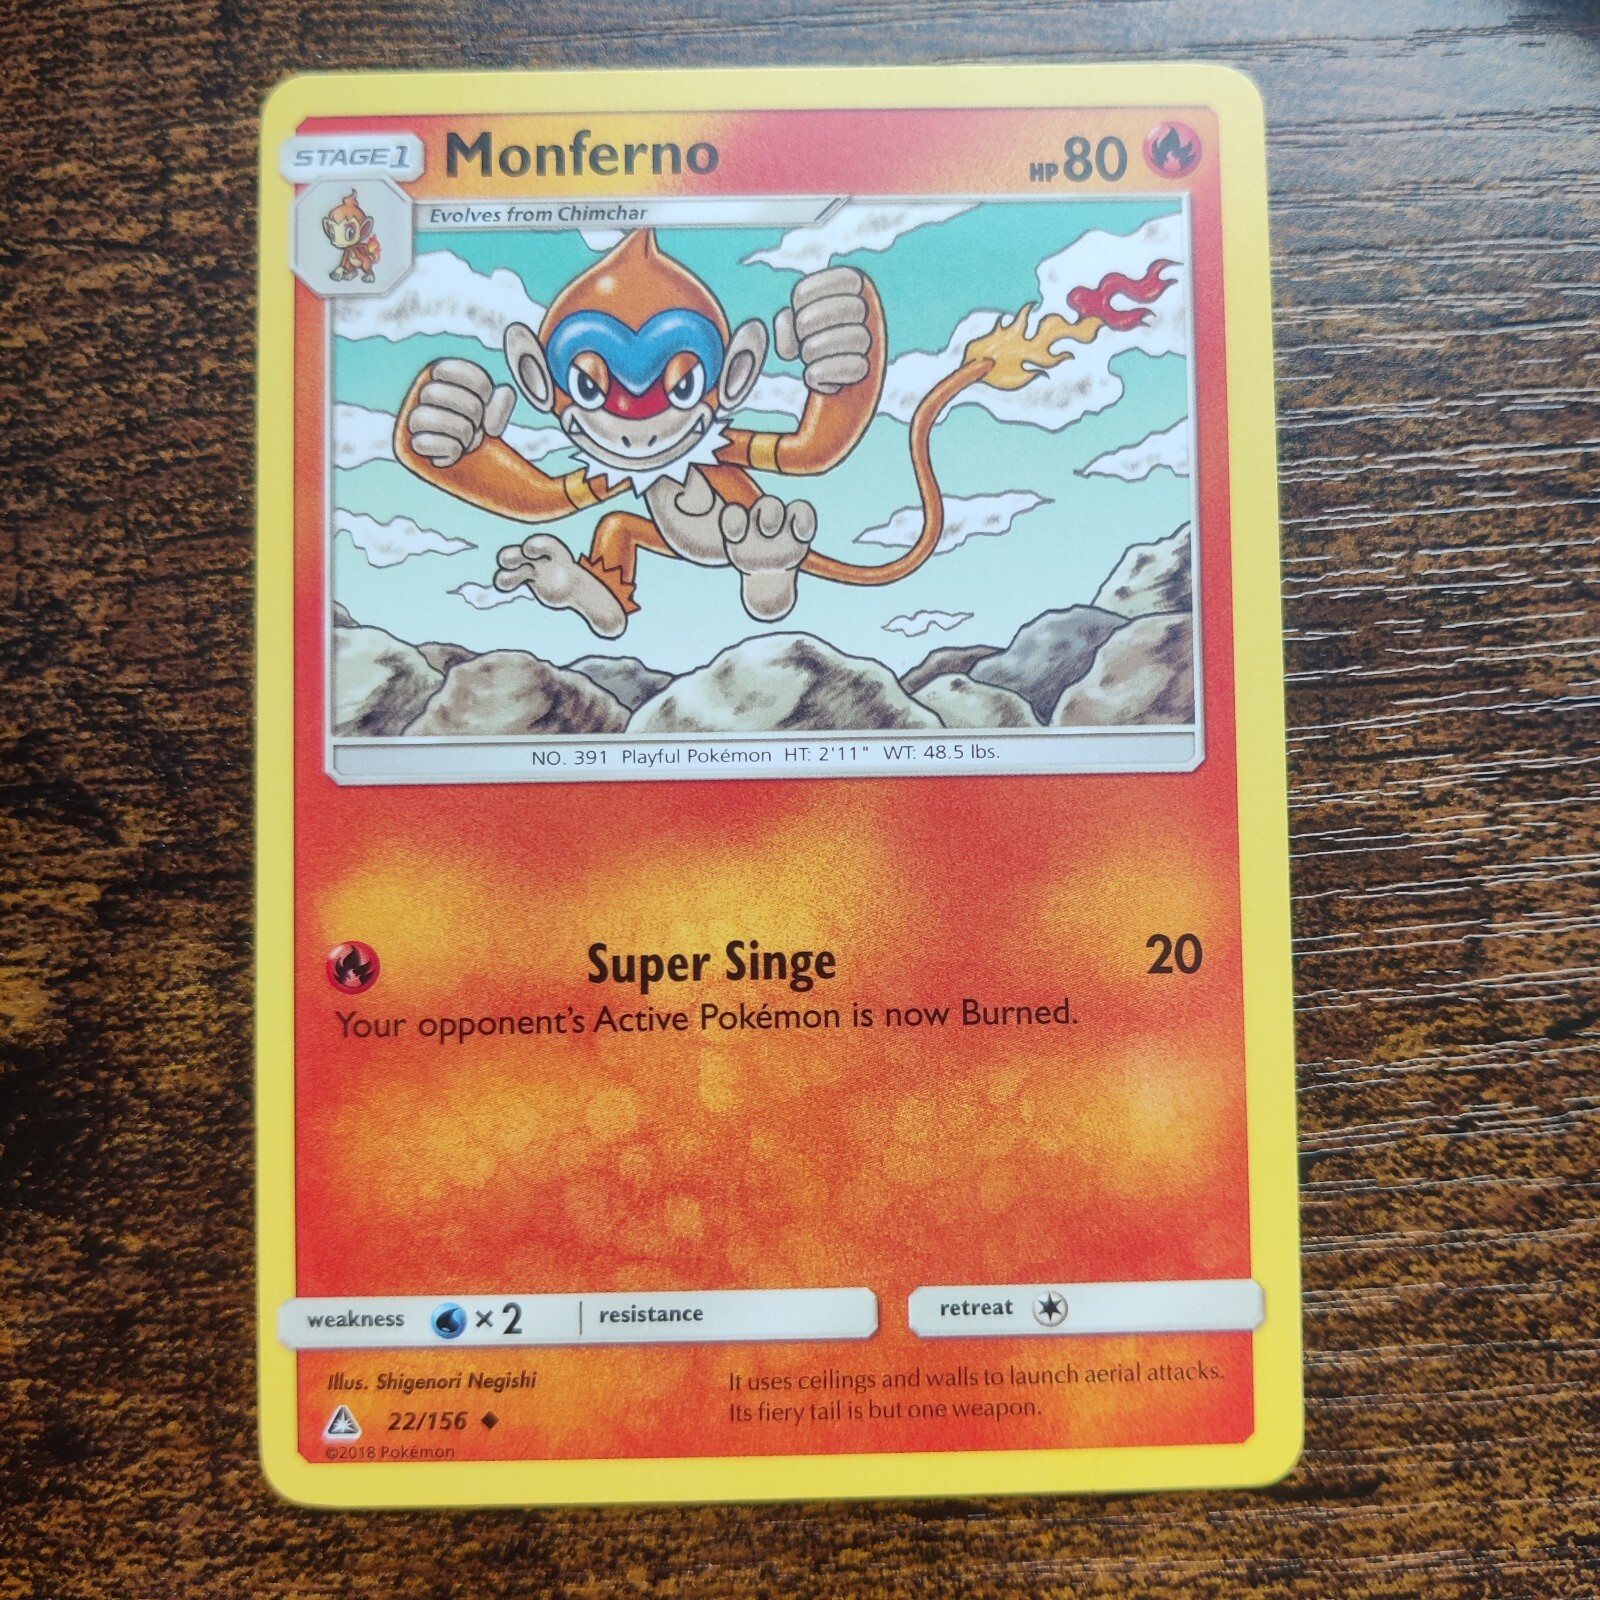 STAGE1 Monferno HP 80
Evolves from Chimchar
NO. 391 Playful Pokémon HT: 2'11" WT: 48.5 lbs.
Super Singe 20
Your opponent's Active Pokémon is now Burned.
weakness ×2 resistance retreat
Illus. Shigenori Negishi
22/156
©2018 Pokémon
It uses ceilings and walls to launch aerial attacks.
Its fiery tail is but one weapon.